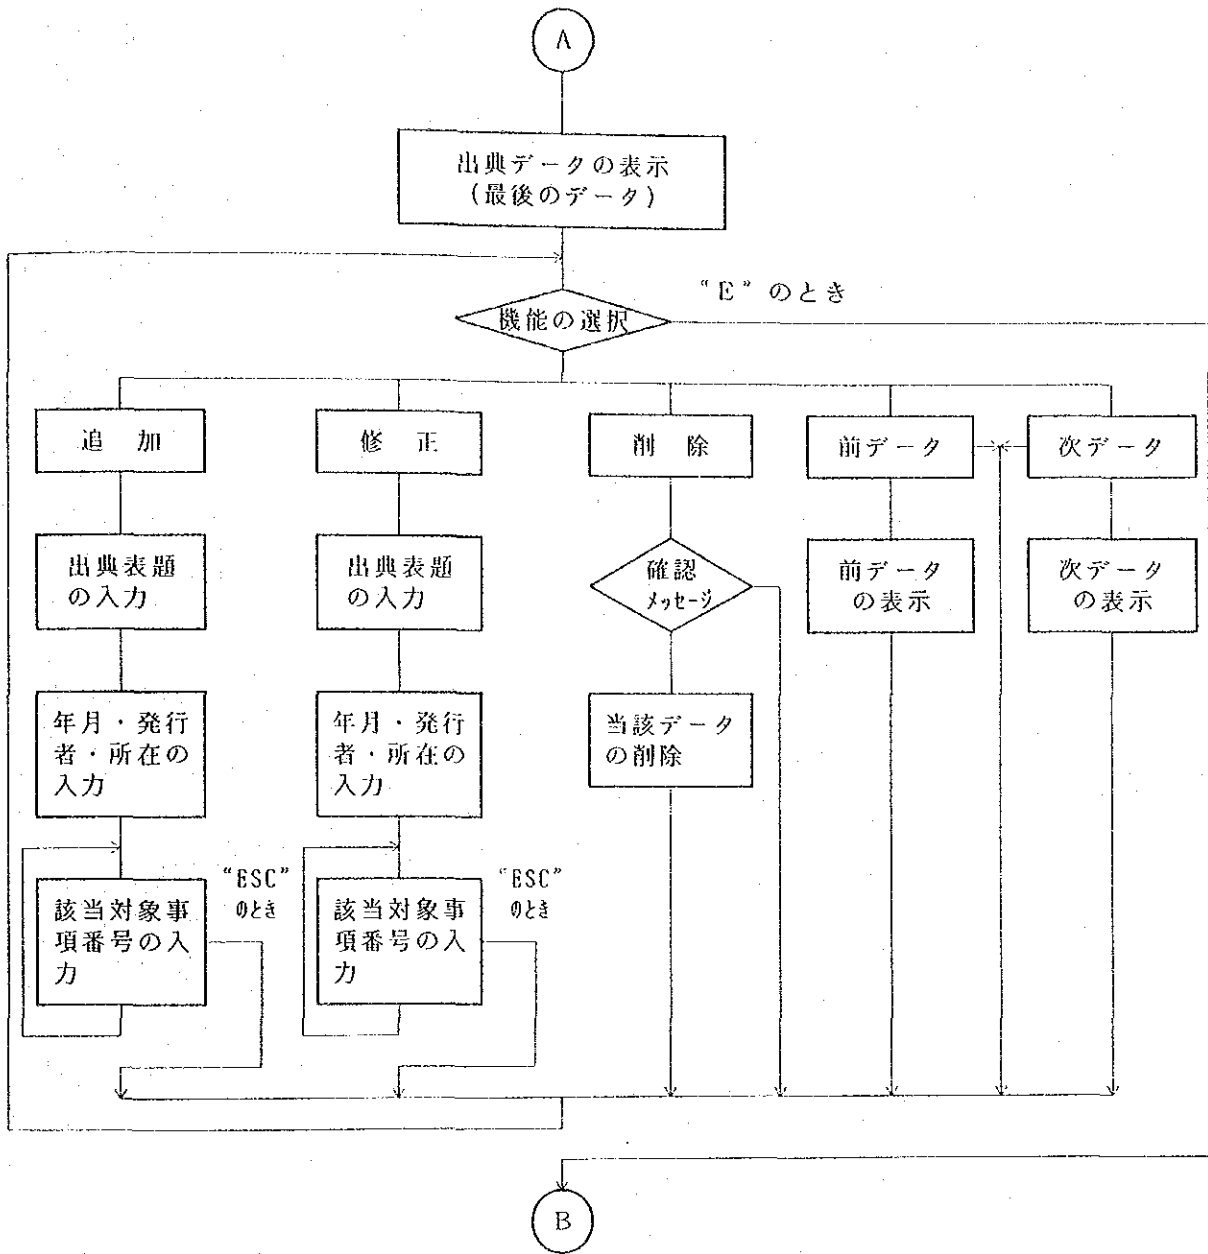 A
出典データの表示
(最後のデータ)
“E” のとき
機能の選択
追 加
修 正
削 除
前データ
次データ
出典表題
の入力
出典表題
の入力
確認
メッセージ
前データ
の表示
次データ
の表示
年月・発行
者・所在の
入力
年月・発行
者・所在の
入力
当該データ
の削除
“ESC”
のとき
“ESC”
のとき
該当対象事
項番号の入
力
該当対象事
項番号の入
力
B